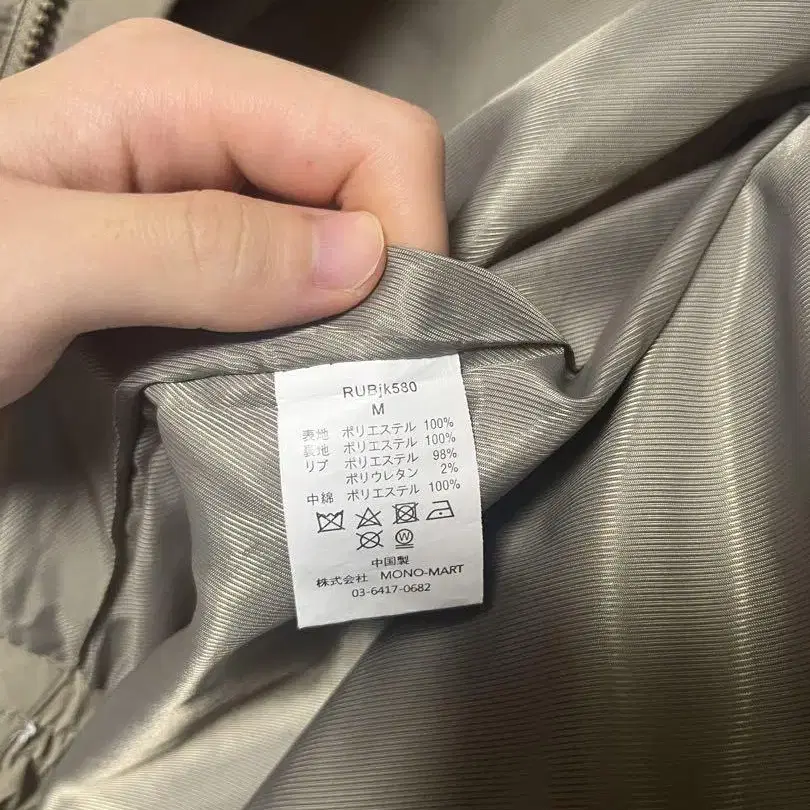 RUBjk580
M
表地 ポリエステル 100%
裏地 ポリエステル 100%
リブ ポリエステル 98%
ポリウレタン 2%
中綿 ポリエステル 100%
W
中国製
株式会社 MONO-MART
03-6417-0682